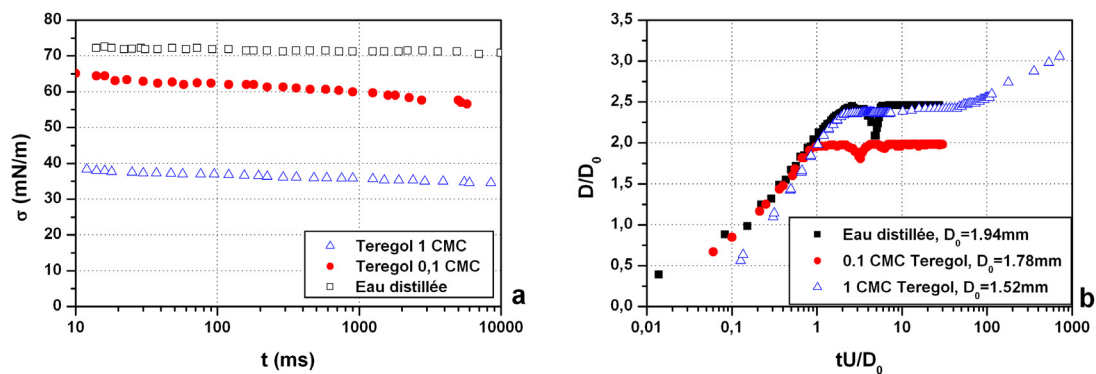 80
70
60
50
40
30
20
10
0
σ (mN/m)
Teregol 1 CMC
Teregol 0,1 CMC
Eau distillée
a
10 100 1000 10000
t (ms)
3,5
3,0
2,5
2,0
1,5
1,0
0,5
0,0
D/D0
Eau distillée, D0=1.94mm
0.1 CMC Teregol, D0=1.78mm
1 CMC Teregol, D0=1.52mm
b
0,01 0,1 1 10 100 1000
tU/D0